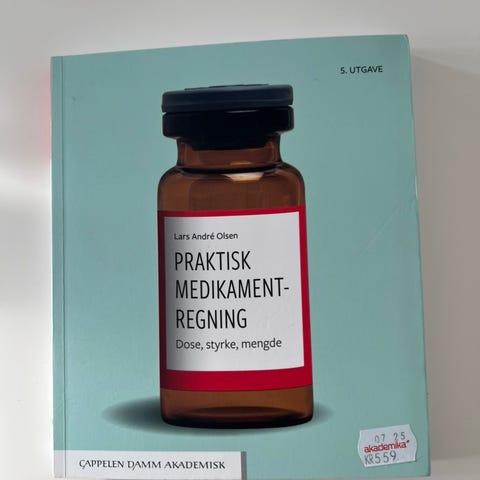 5. UTGAVE
Lars André Olsen
PRAKTISK
MEDIKAMENT-
REGNING
Dose, styrke, mengde
CAPPELEN DAMM AKADEMISK
07 25
akademika
KR559